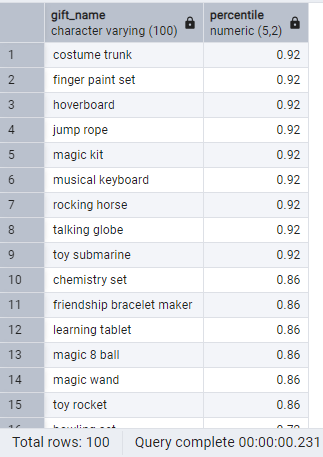 gift_name percentile
character varying (100) numeric (5,2)
1 costume trunk 0.92
2 finger paint set 0.92
3 hoverboard 0.92
4 jump rope 0.92
5 magic kit 0.92
6 musical keyboard 0.92
7 rocking horse 0.92
8 talking globe 0.92
9 toy submarine 0.92
10 chemistry set 0.86
11 friendship bracelet maker 0.86
12 learning tablet 0.86
13 magic 8 ball 0.86
14 magic wand 0.86
15 toy rocket 0.86
Total rows: 100 Query complete 00:00:00.231